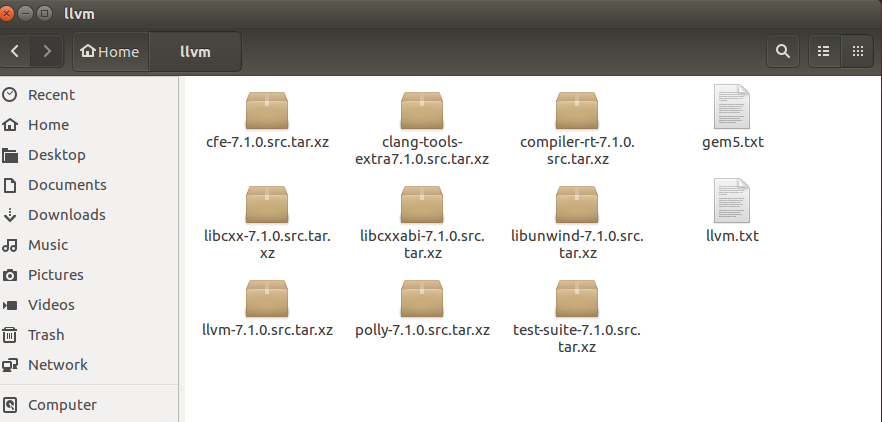 llvm
Home
llvm
Recent
Home
Desktop
Documents
Downloads
Music
Pictures
Videos
Trash
Network
Computer
cfe-7.1.0.src.tar.xz
clang-tools-
extra7.1.0.src.tar.xz
compiler-rt-7.1.0.
src.tar.xz
gem5.txt
libcxx-7.1.0.src.tar.
xz
libcxxabi-7.1.0.src.
tar.xz
libunwind-7.1.0.src.
tar.xz
llvm.txt
llvm-7.1.0.src.tar.xz
polly-7.1.0.src.tar.xz
test-suite-7.1.0.src.
tar.xz